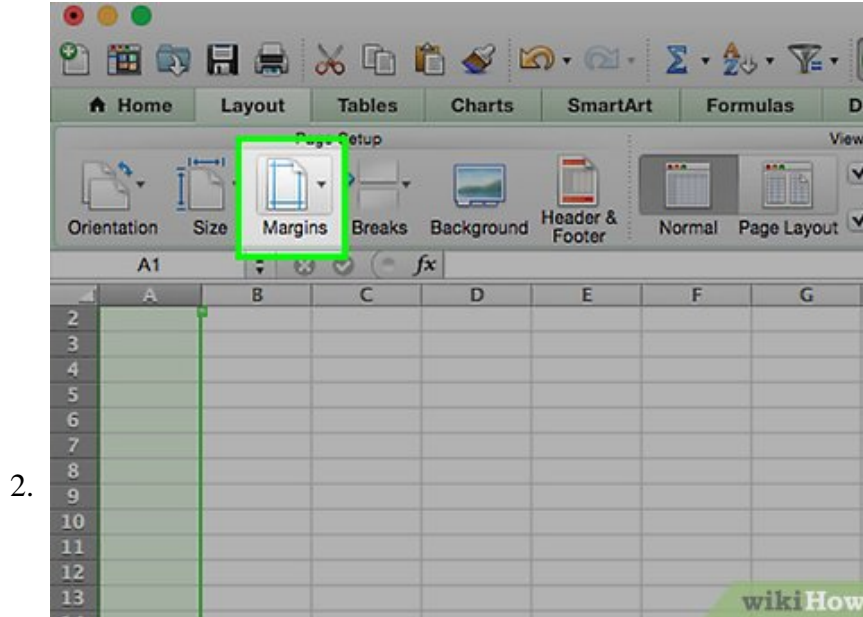 Home Layout Tables Charts SmartArt Formulas D
Page Setup View
Orientation Size Margins Breaks Background Header & Footer Normal Page Layout
A1 fx
A B C D E F G
2
3
4
5
6
7
8
2.
9
10
11
12
13
wikiHow